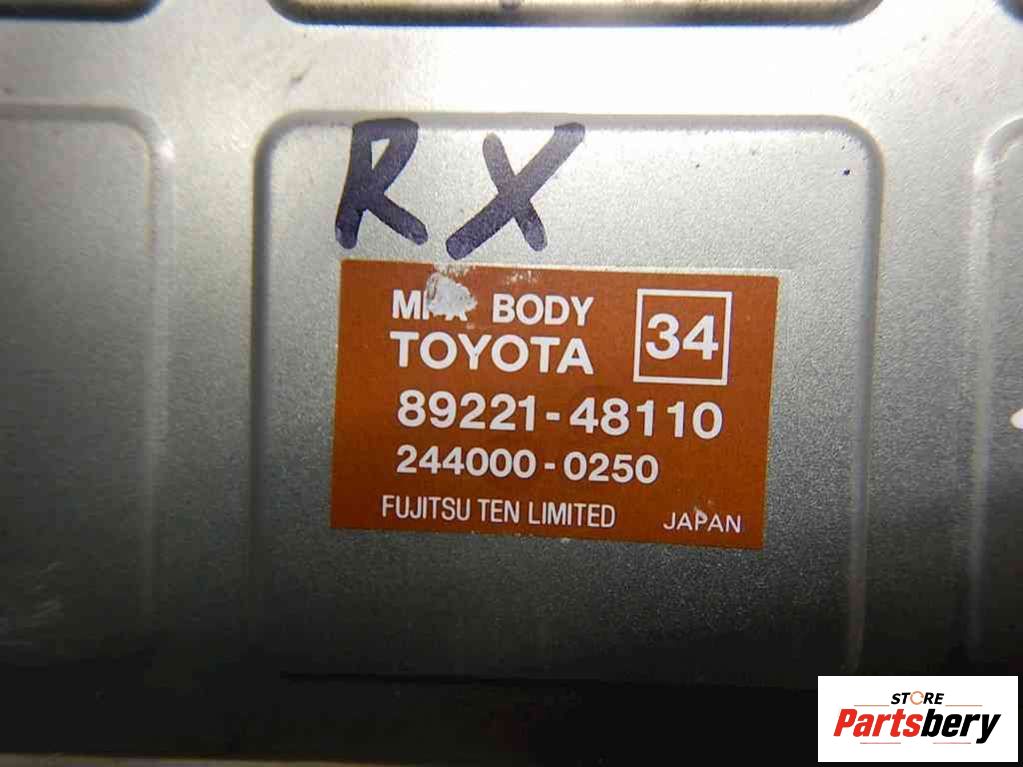 RX
BODY
34
TOYOTA
89221-48110
244000-0250
FUJITSU TEN LIMITED
JAPAN
STORE
Partsbery